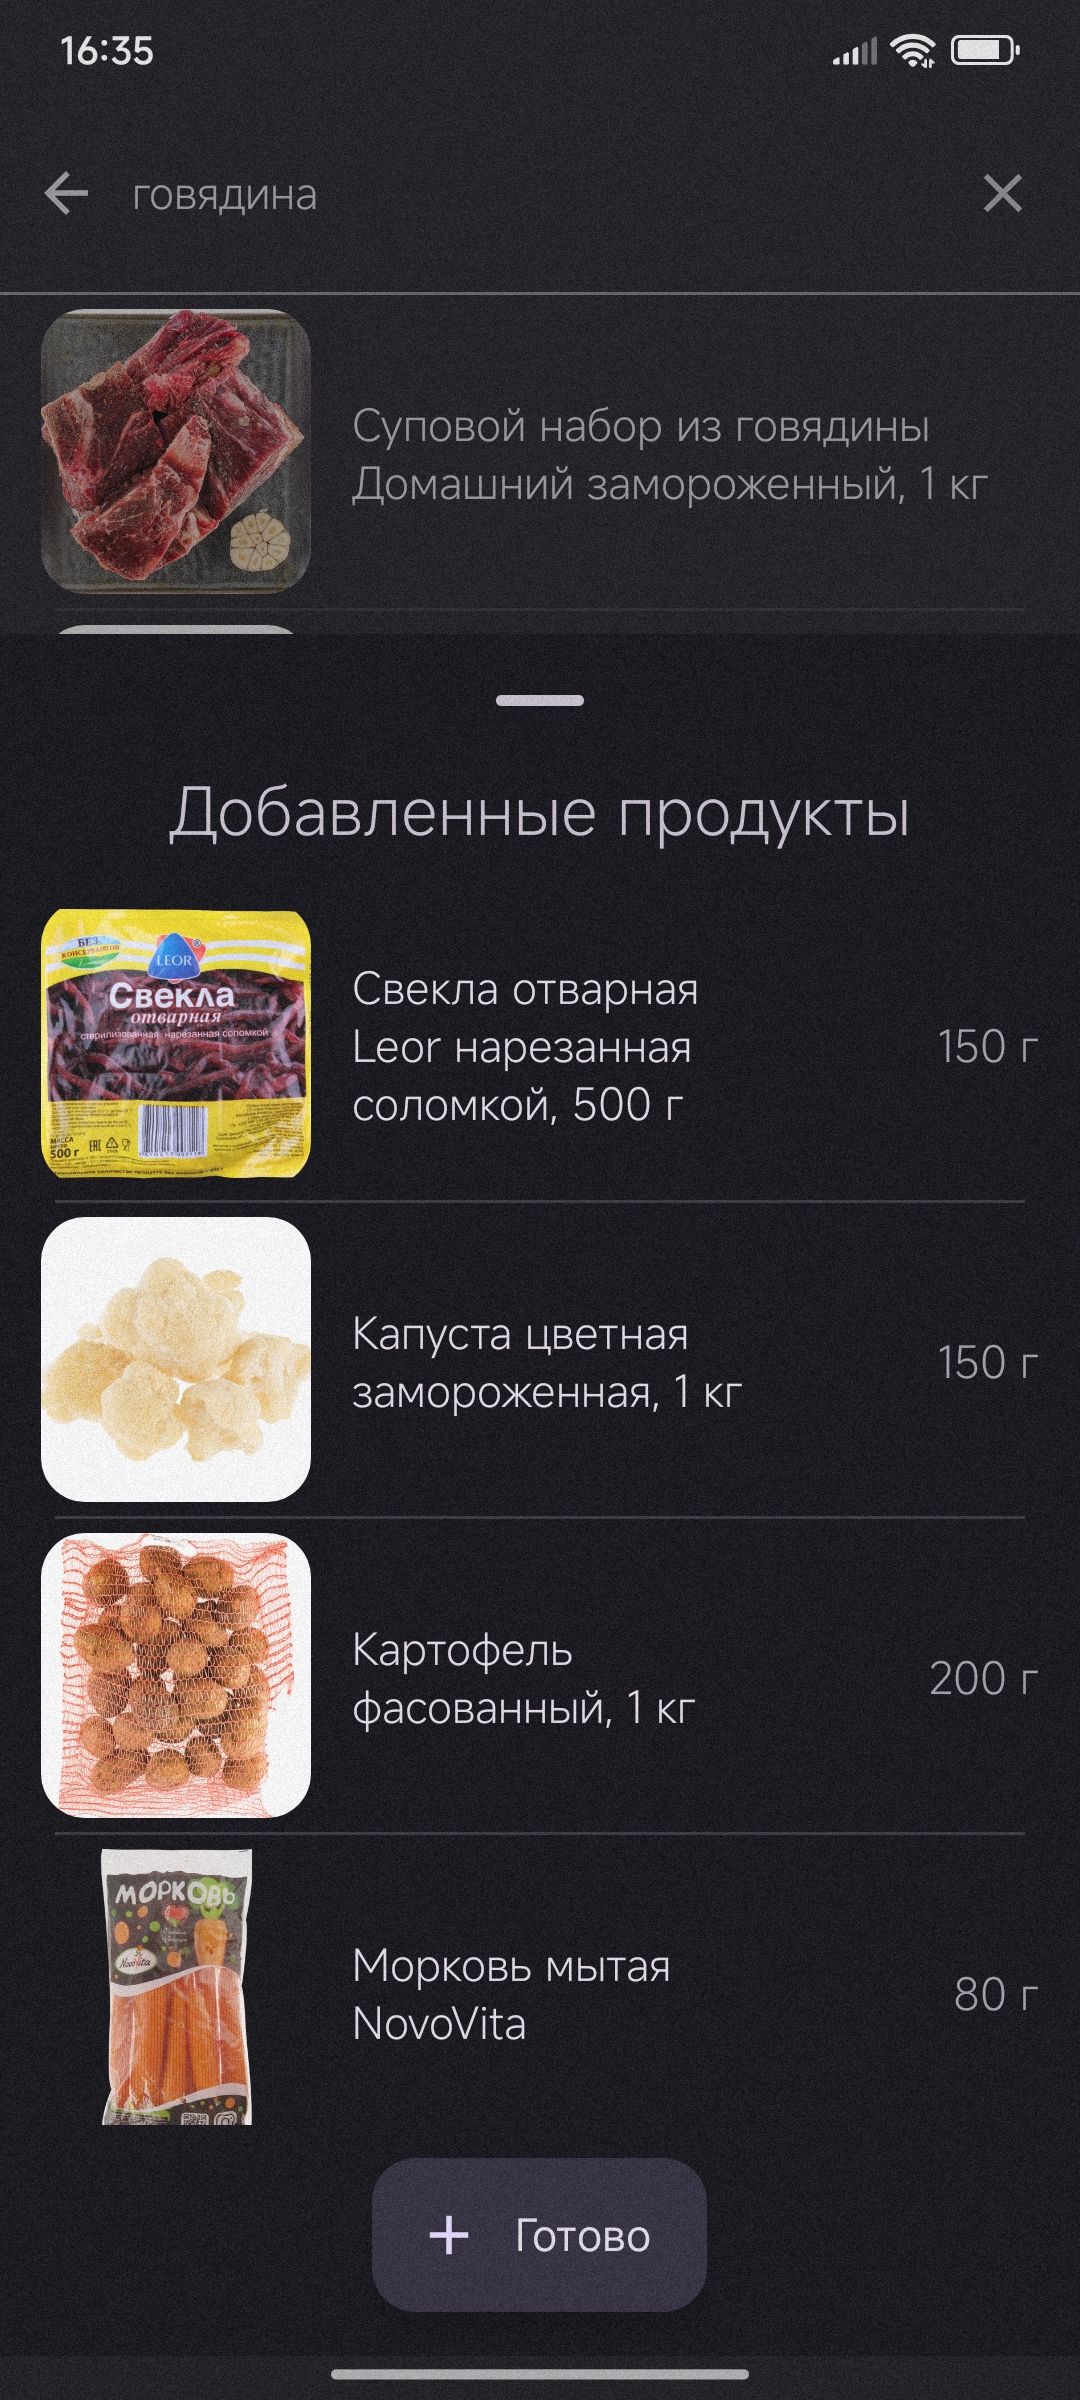 16:35
говядина
Суповой набор из говядины
Домашний замороженный, 1 кг
Добавленные продукты
БЕЗ
КОНСЕРВАНТОВ
LEOR
Свекла
отварная
стерилизованная нарезанная соломкой
МАССА
НЕТТО
500 г
Свекла отварная
Leor нарезанная
соломкой, 500 г
150 г
Капуста цветная
замороженная, 1 кг
150 г
Картофель
фасованный, 1 кг
200 г
МОРКОВЬ
NovoVita
Морковь мытая
NovoVita
80 г
Готово